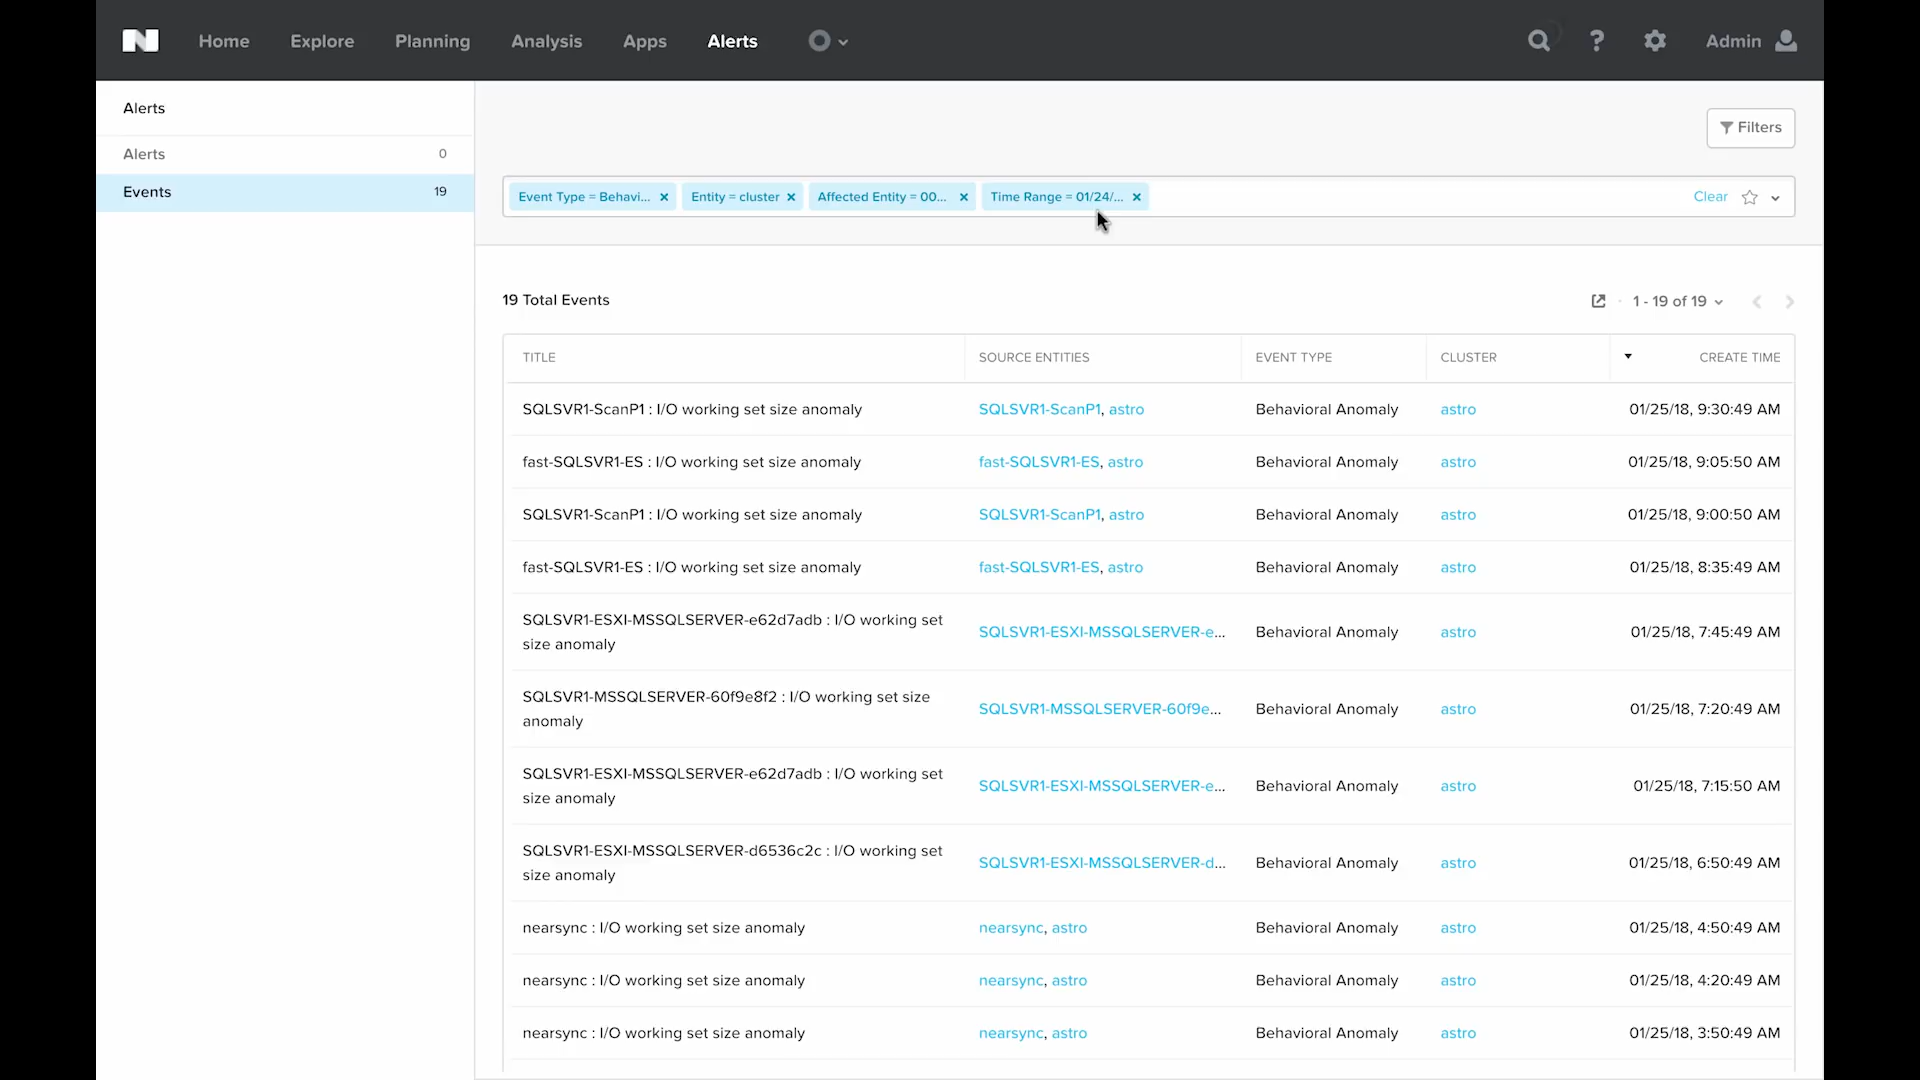 Home Explore Planning Analysis Apps Alerts ? Admin
Alerts
Alerts 0
Events 19
Filters
Event Type = Behavi... × Entity = cluster × Affected Entity = 00... × Time Range = 01/24/... × Clear
19 Total Events 1 - 19 of 19
TITLE SOURCE ENTITIES EVENT TYPE CLUSTER CREATE TIME
SQLSVR1-ScanP1 : I/O working set size anomaly SQLSVR1-ScanP1, astro Behavioral Anomaly astro 01/25/18, 9:30:49 AM
fast-SQLSVR1-ES : I/O working set size anomaly fast-SQLSVR1-ES, astro Behavioral Anomaly astro 01/25/18, 9:05:50 AM
SQLSVR1-ScanP1 : I/O working set size anomaly SQLSVR1-ScanP1, astro Behavioral Anomaly astro 01/25/18, 9:00:50 AM
fast-SQLSVR1-ES : I/O working set size anomaly fast-SQLSVR1-ES, astro Behavioral Anomaly astro 01/25/18, 8:35:49 AM
SQLSVR1-ESXI-MSSQLSERVER-e62d7adb : I/O working set
size anomaly SQLSVR1-ESXI-MSSQLSERVER-e... Behavioral Anomaly astro 01/25/18, 7:45:49 AM
SQLSVR1-MSSQLSERVER-60f9e8f2 : I/O working set size
anomaly SQLSVR1-MSSQLSERVER-60f9e... Behavioral Anomaly astro 01/25/18, 7:20:49 AM
SQLSVR1-ESXI-MSSQLSERVER-e62d7adb : I/O working set
size anomaly SQLSVR1-ESXI-MSSQLSERVER-e... Behavioral Anomaly astro 01/25/18, 7:15:50 AM
SQLSVR1-ESXI-MSSQLSERVER-d6536c2c : I/O working set
size anomaly SQLSVR1-ESXI-MSSQLSERVER-d... Behavioral Anomaly astro 01/25/18, 6:50:49 AM
nearsync : I/O working set size anomaly nearsync, astro Behavioral Anomaly astro 01/25/18, 4:50:49 AM
nearsync : I/O working set size anomaly nearsync, astro Behavioral Anomaly astro 01/25/18, 4:20:49 AM
nearsync : I/O working set size anomaly nearsync, astro Behavioral Anomaly astro 01/25/18, 3:50:49 AM